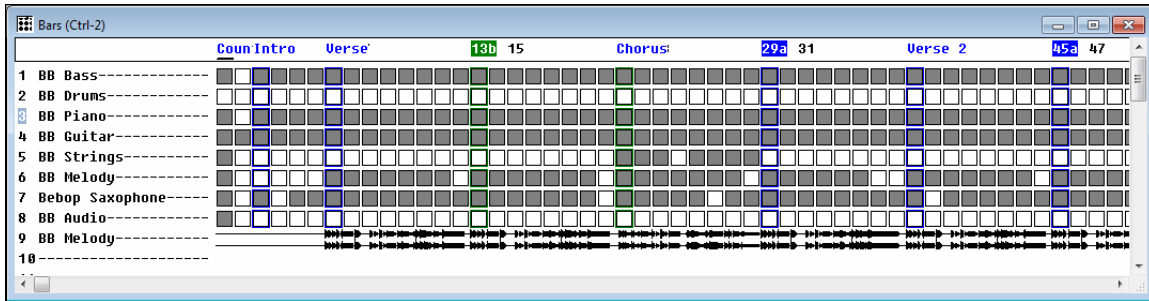 Bars (Ctrl-2)
Coun Intro Verse 13b 15 Chorus 29a 31 Verse 2 45a 47
1 BB Bass-------------
2 BB Drums------------
3 BB Piano------------
4 BB Guitar-----------
5 BB Strings----------
6 BB Melody-----------
7 Bebop Saxophone-----
8 BB Audio------------
9 BB Melody-----------
10--------------------